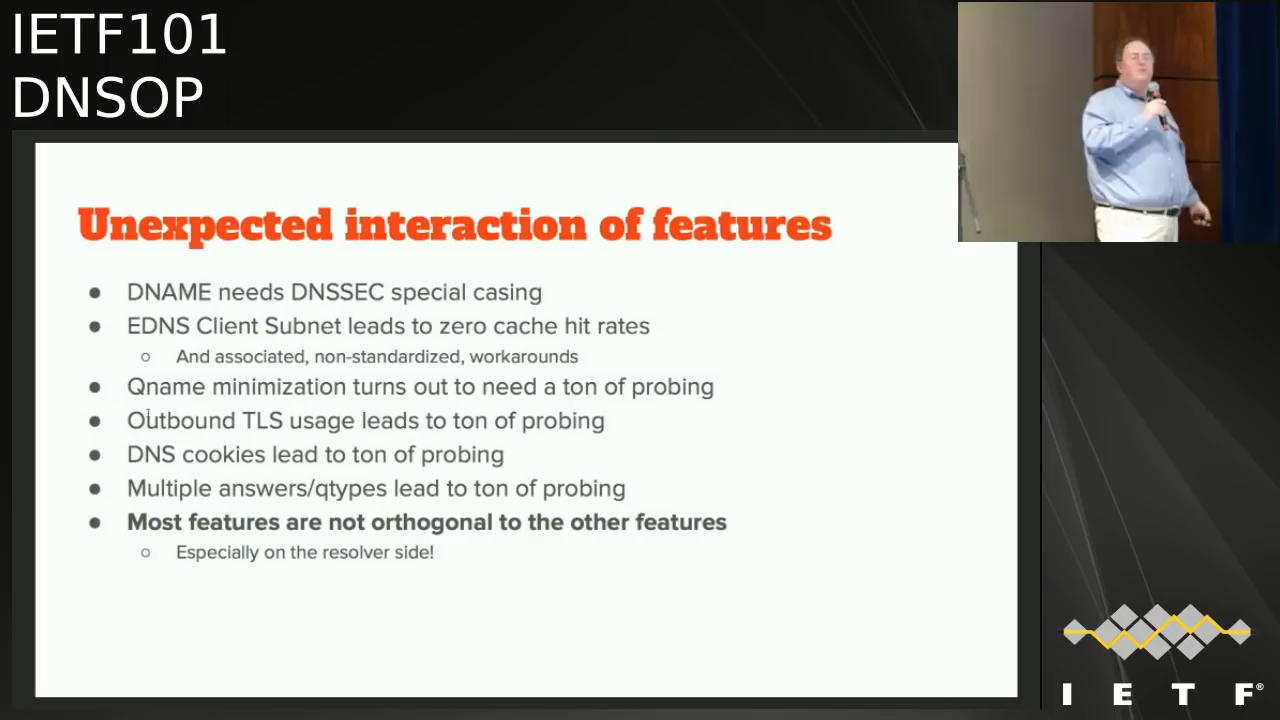 IETF101
DNSOP
Unexpected interaction of features
● DNAME needs DNSSEC special casing
● EDNS Client Subnet leads to zero cache hit rates
○ And associated, non-standardized, workarounds
● Qname minimization turns out to need a ton of probing
● Outbound TLS usage leads to ton of probing
● DNS cookies lead to ton of probing
● Multiple answers/qtypes lead to ton of probing
● Most features are not orthogonal to the other features
○ Especially on the resolver side!
I E T F®